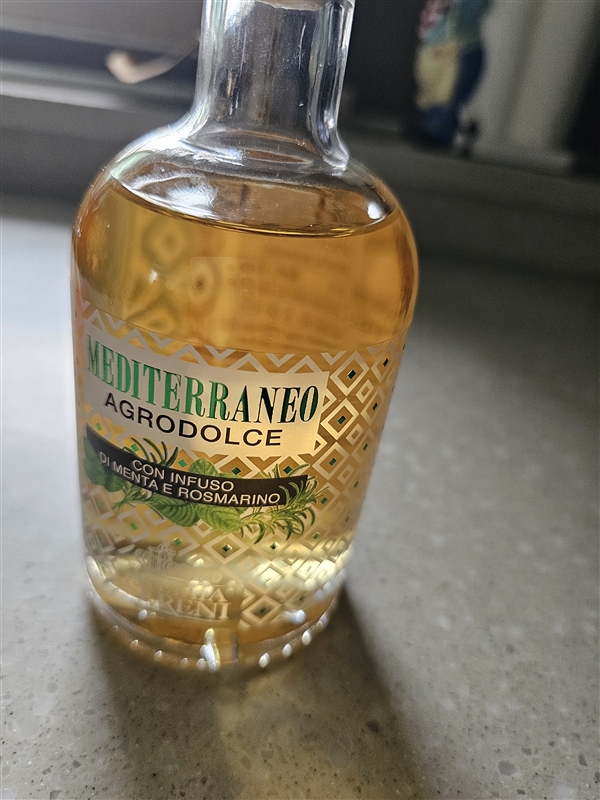 MEDITERRANEO
AGRODOLCE
CON INFUSO
DI MENTA E ROSMARINO